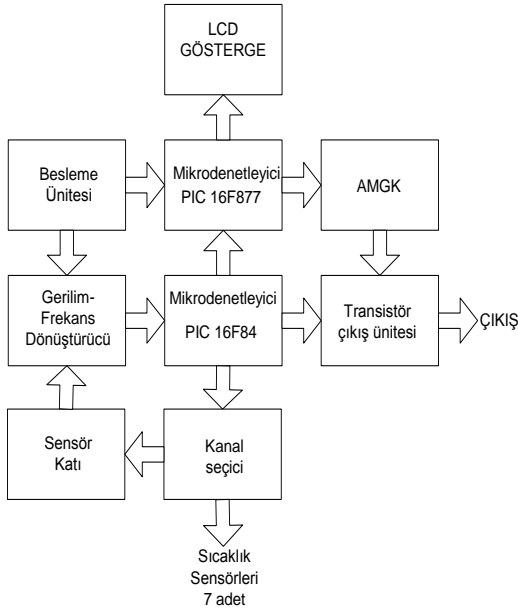 LCD
GÖSTERGE
Besleme
Ünitesi
Mikrodenetleyici
PIC 16F877
AMGK
Gerilim-
Frekans
Dönüştürücü
Mikrodenetleyici
PIC 16F84
Transistör
çıkış ünitesi
ÇIKIŞ
Sensör
Katı
Kanal
seçici
Sıcaklık
Sensörleri
7 adet